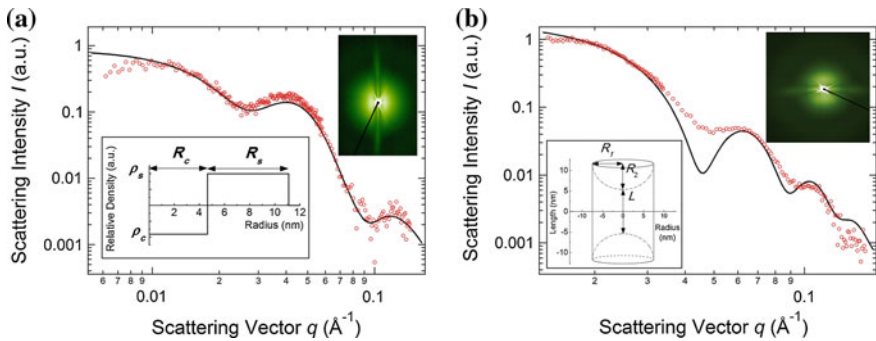 (a)
Scattering Intensity I (a.u.)
1
0.1
0.01
0.001
6 7 8 9
0.01
2 3 4 5 6 7 8 9
0.1
Scattering Vector q (Å⁻¹)
Relative Density (a.u.)
ρs
ρc
Rc
Rs
0 2 4 6 8 10 12
Radius (nm)
(b)
Scattering Intensity I (a.u.)
1
0.1
0.01
0.001
2 3 4 5 6 7 8 9
0.1
Scattering Vector q (Å⁻¹)
R1
R2
L
Length (nm)
10
5
0
-5
-10
Radius
(nm)
-10 -5 0 5 10